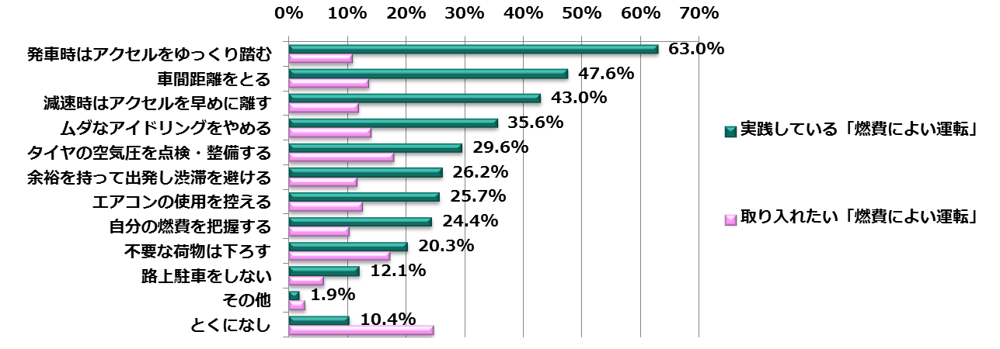 0% 10% 20% 30% 40% 50% 60% 70%
発車時はアクセルをゆっくり踏む 63.0%
車間距離をとる 47.6%
減速時はアクセルを早めに離す 43.0%
ムダなアイドリングをやめる 35.6%
タイヤの空気圧を点検・整備する 29.6%
余裕を持って出発し渋滞を避ける 26.2%
エアコンの使用を控える 25.7%
自分の燃費を把握する 24.4%
不要な荷物は下ろす 20.3%
路上駐車をしない 12.1%
その他 1.9%
とくになし 10.4%
実践している「燃費によい運転」
取り入れたい「燃費によい運転」